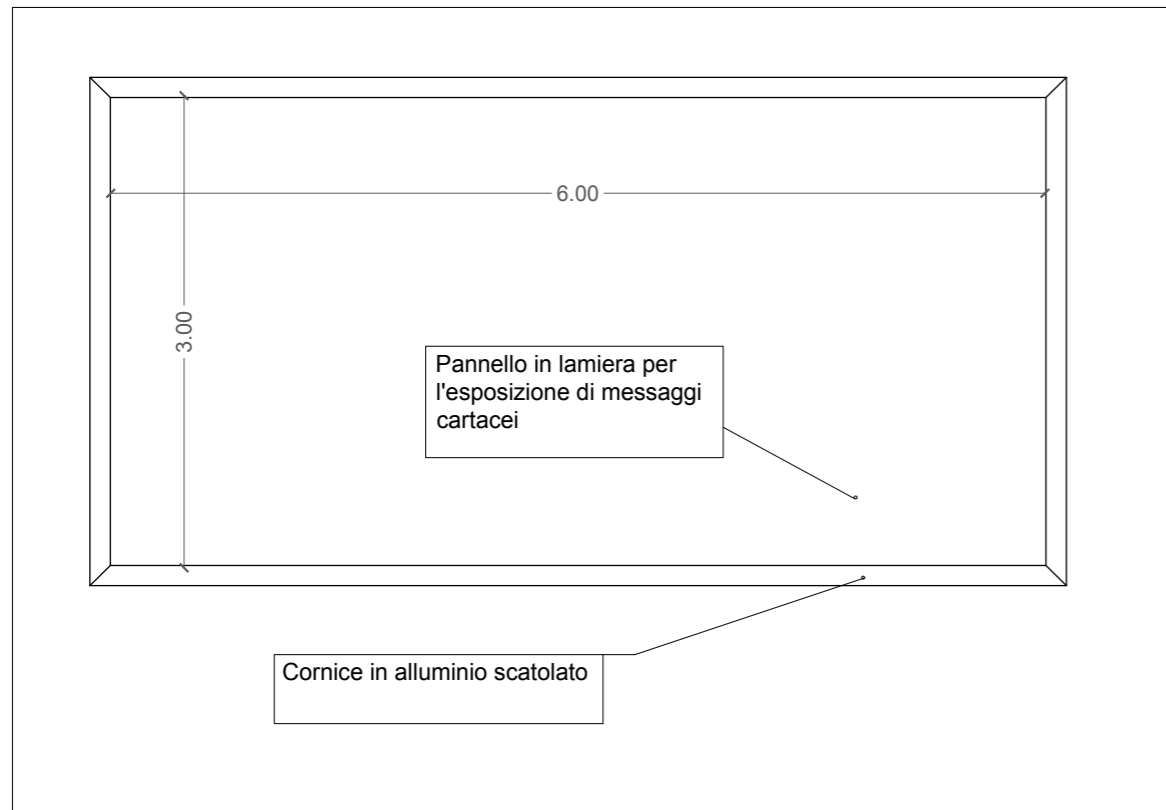 6.00
3.00
Pannello in lamiera per
l'esposizione di messaggi
cartacei
Cornice in alluminio scatolato